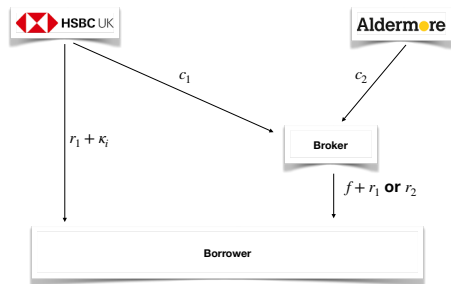 HSBC UK
Aldermore
c₁
c₂
r₁ + κᵢ
Broker
f + r₁ or r₂
Borrower